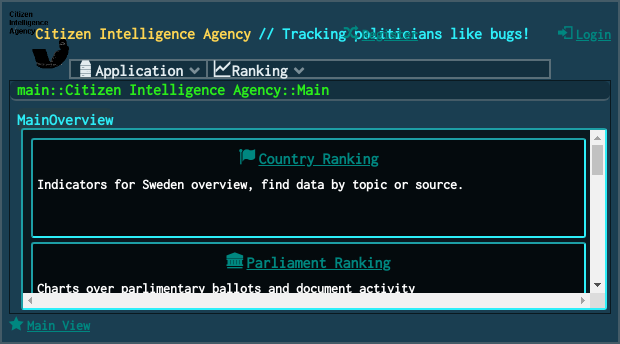 Citizen
Intelligence
Agency
Citizen Intelligence Agency // Tracking politicians like bugs!
Register
Login
Application
Ranking
main::Citizen Intelligence Agency::Main
MainOverview
Country Ranking
Indicators for Sweden overview, find data by topic or source.
Parliament Ranking
Charts over parlimentary ballots and document activity
Main View